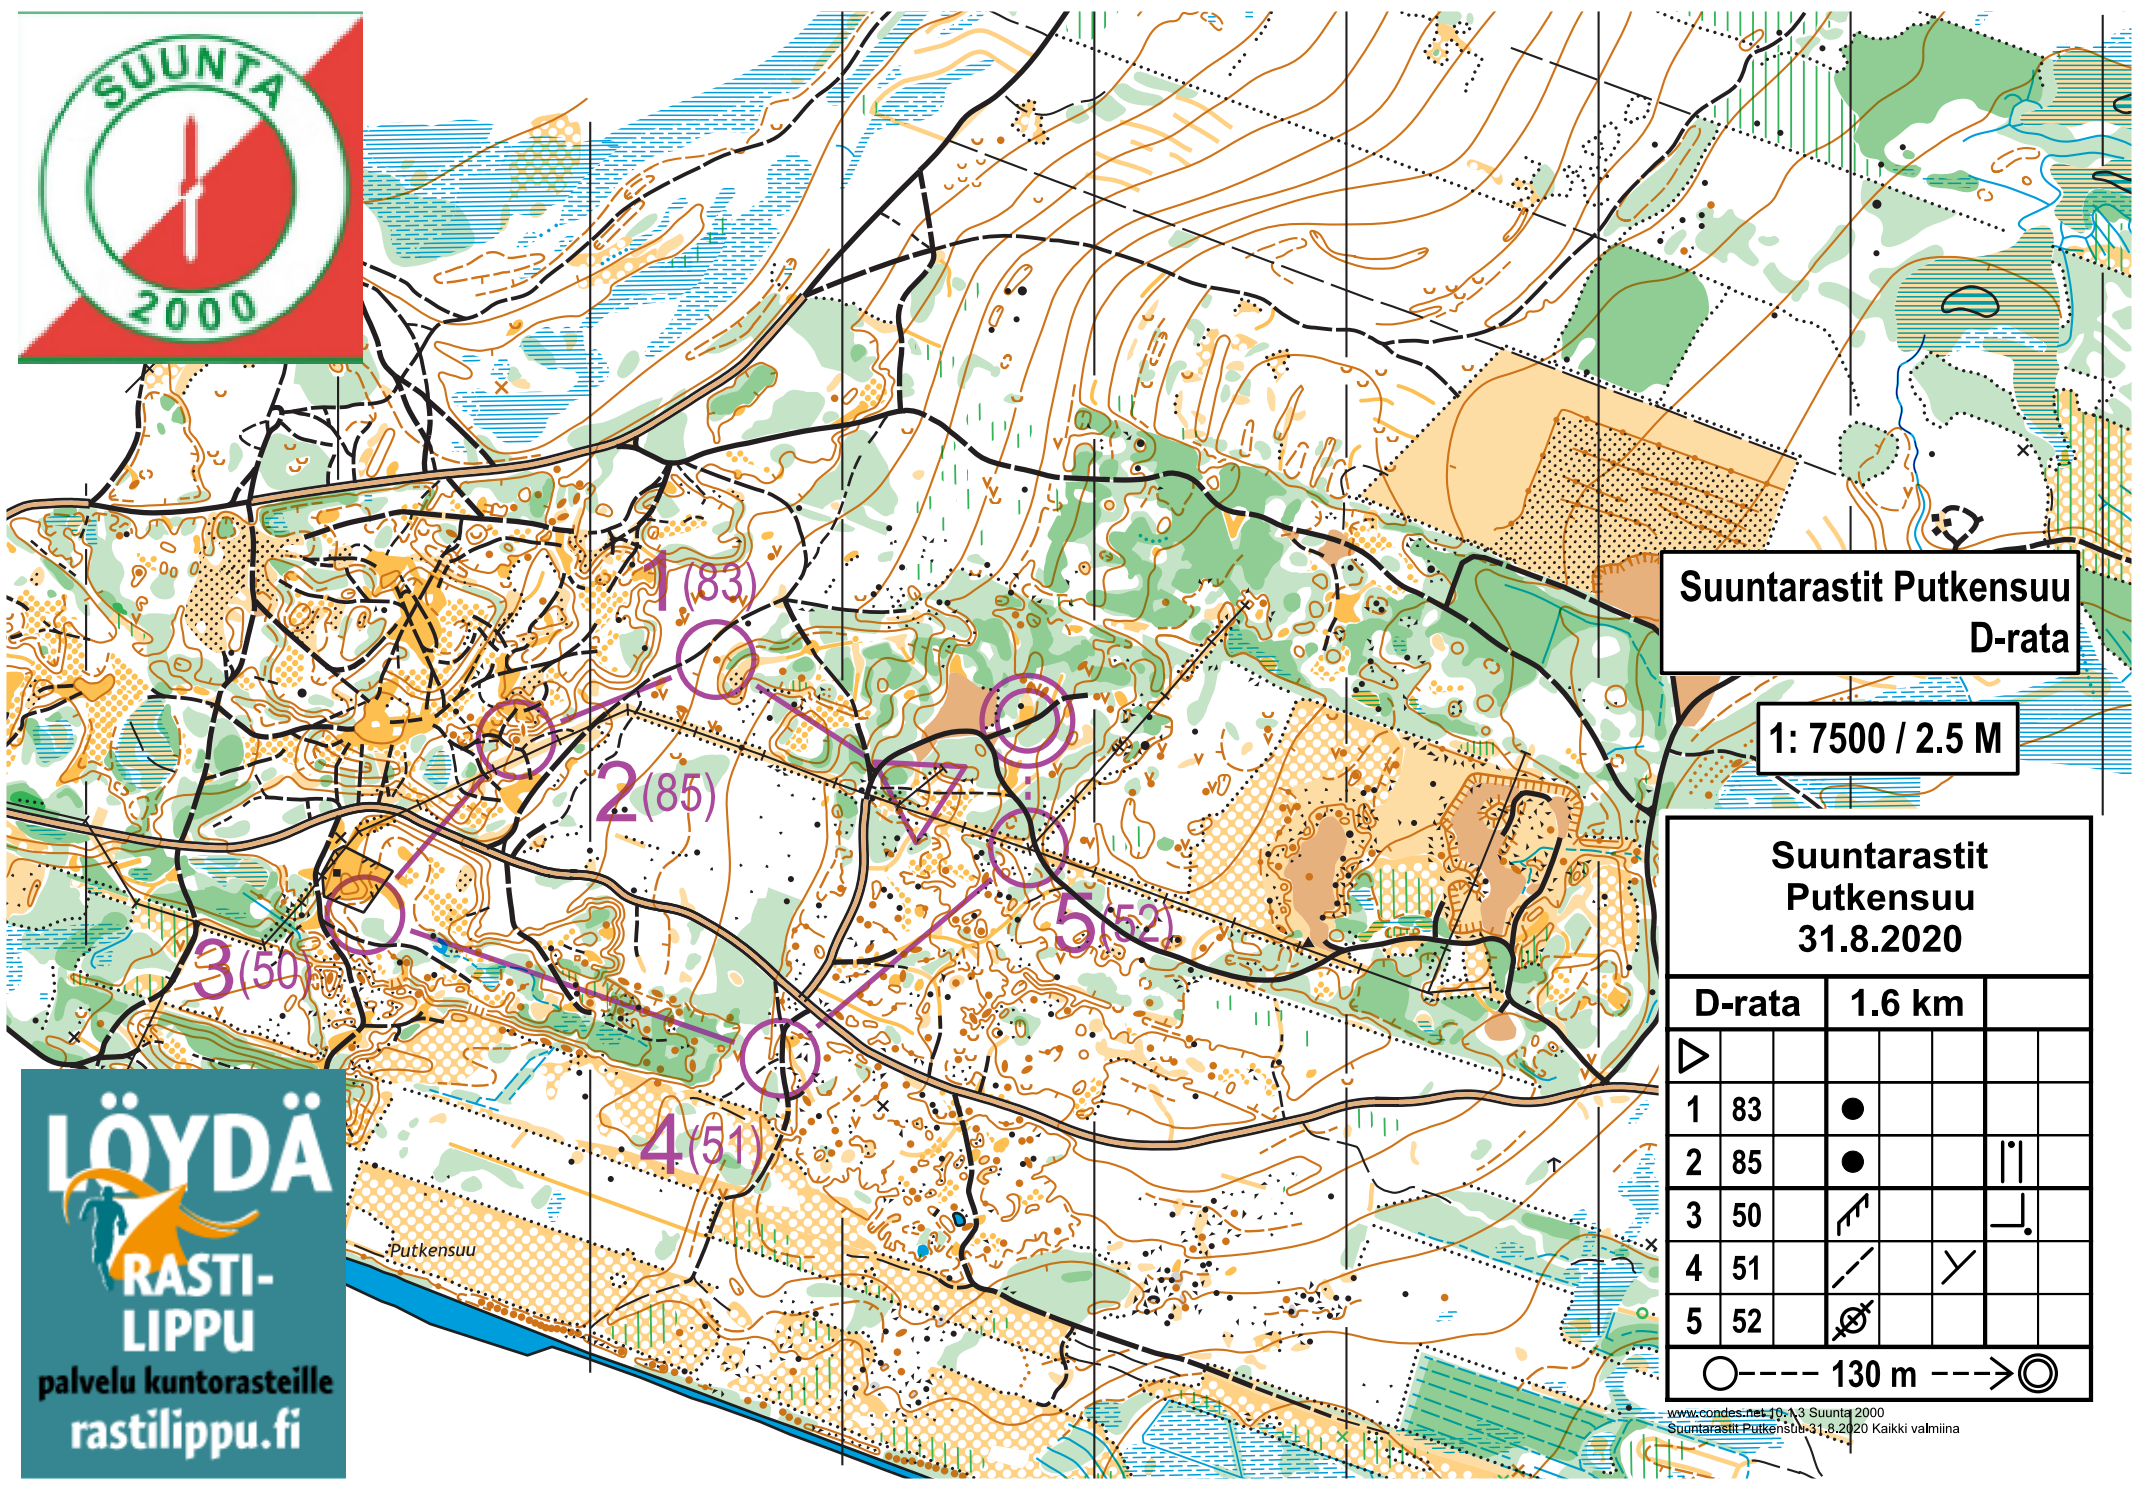 SUUNTA
2000
1(83)
2(85)
3(50)
4(51)
5(52)
Putkensuu
Suuntarastit Putkensuu
D-rata
1: 7500 / 2.5 M
Suuntarastit
Putkensuu
31.8.2020
D-rata 1.6 km
1 83
2 85
3 50
4 51
5 52
130 m
www.condes.net 10.1.3 Suunta 2000
Suuntarastit Putkensuu 31.8.2020 Kaikki valmiina
LÖYDÄ
RASTI-
LIPPU
palvelu kuntorasteille
rastilippu.fi